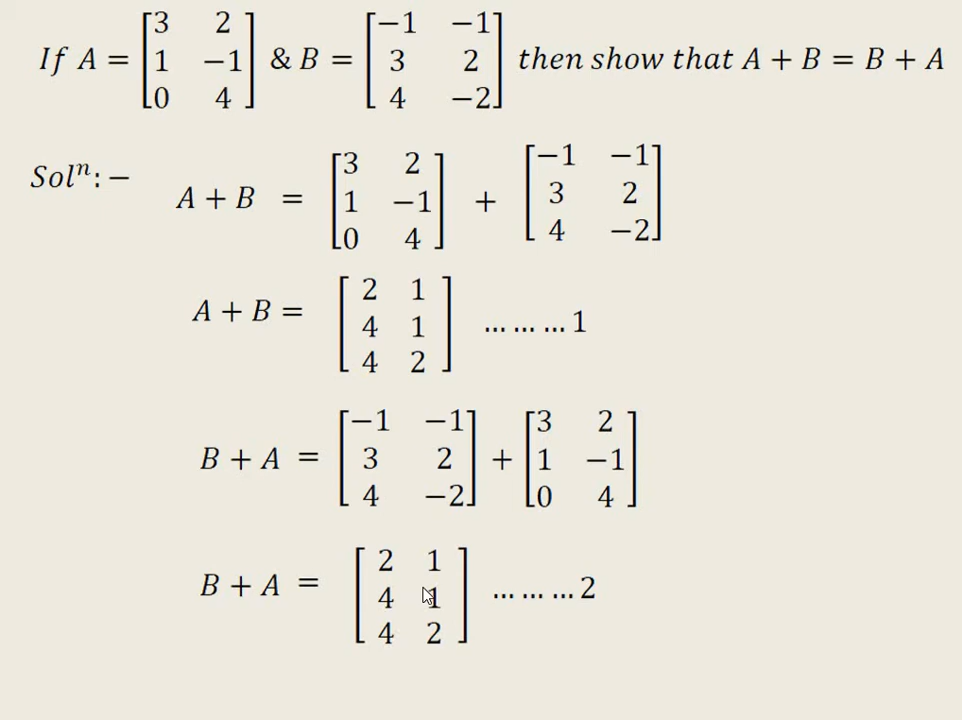 If A = [3 2; 1 −1; 0 4] & B = [−1 −1; 3 2; 4 −2] then show that A + B = B + A
Solⁿ: − A + B = [3 2; 1 −1; 0 4] + [−1 −1; 3 2; 4 −2]
A + B = [2 1; 4 1; 4 2] … … … 1
B + A = [−1 −1; 3 2; 4 −2] + [3 2; 1 −1; 0 4]
B + A = [2 1; 4 1; 4 2] … … … 2